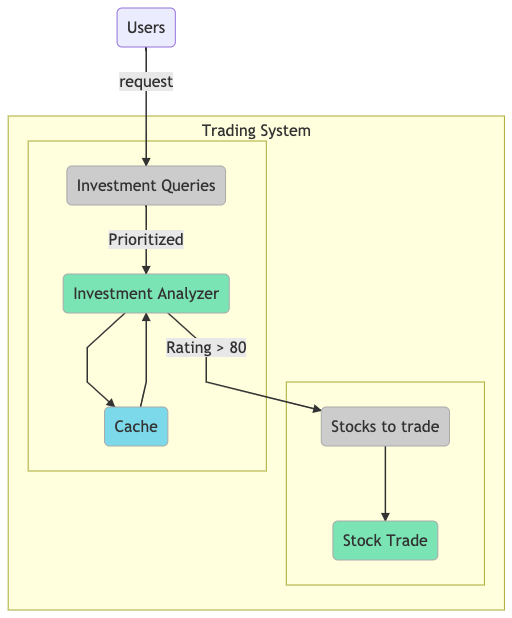 Users
request
Trading System
Investment Queries
Prioritized
Investment Analyzer
Rating > 80
Cache
Stocks to trade
Stock Trade